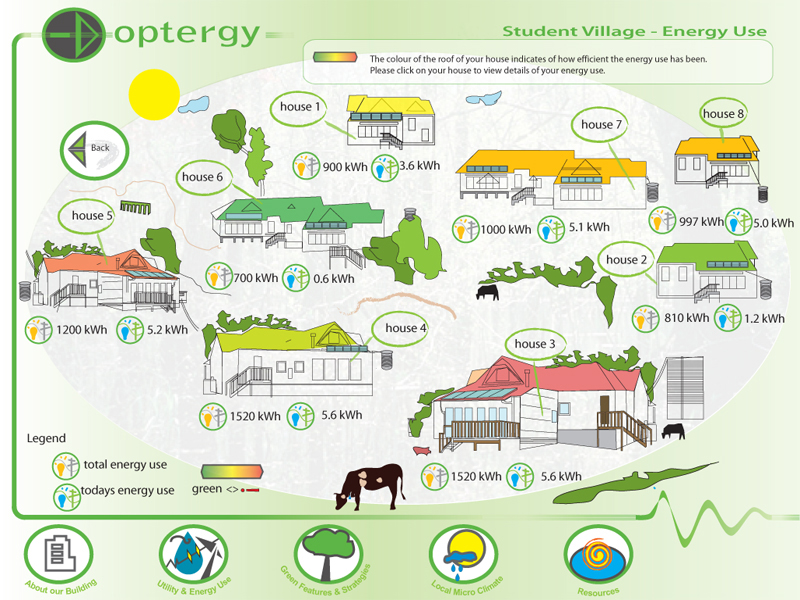 optergy
Student Village - Energy Use
The colour of the roof of your house indicates of how efficient the energy use has been.
Please click on your house to view details of your energy use.
house 1
900 kWh 3.6 kWh
house 7
1000 kWh 5.1 kWh
house 8
997 kWh 5.0 kWh
Back
house 6
700 kWh 0.6 kWh
house 5
1200 kWh 5.2 kWh
house 2
810 kWh 1.2 kWh
house 4
1520 kWh 5.6 kWh
house 3
1520 kWh 5.6 kWh
Legend
total energy use
todays energy use
green <>
About our Building
Utility & Energy Use
Green Features & Strategies
Local Micro Climate
Resources